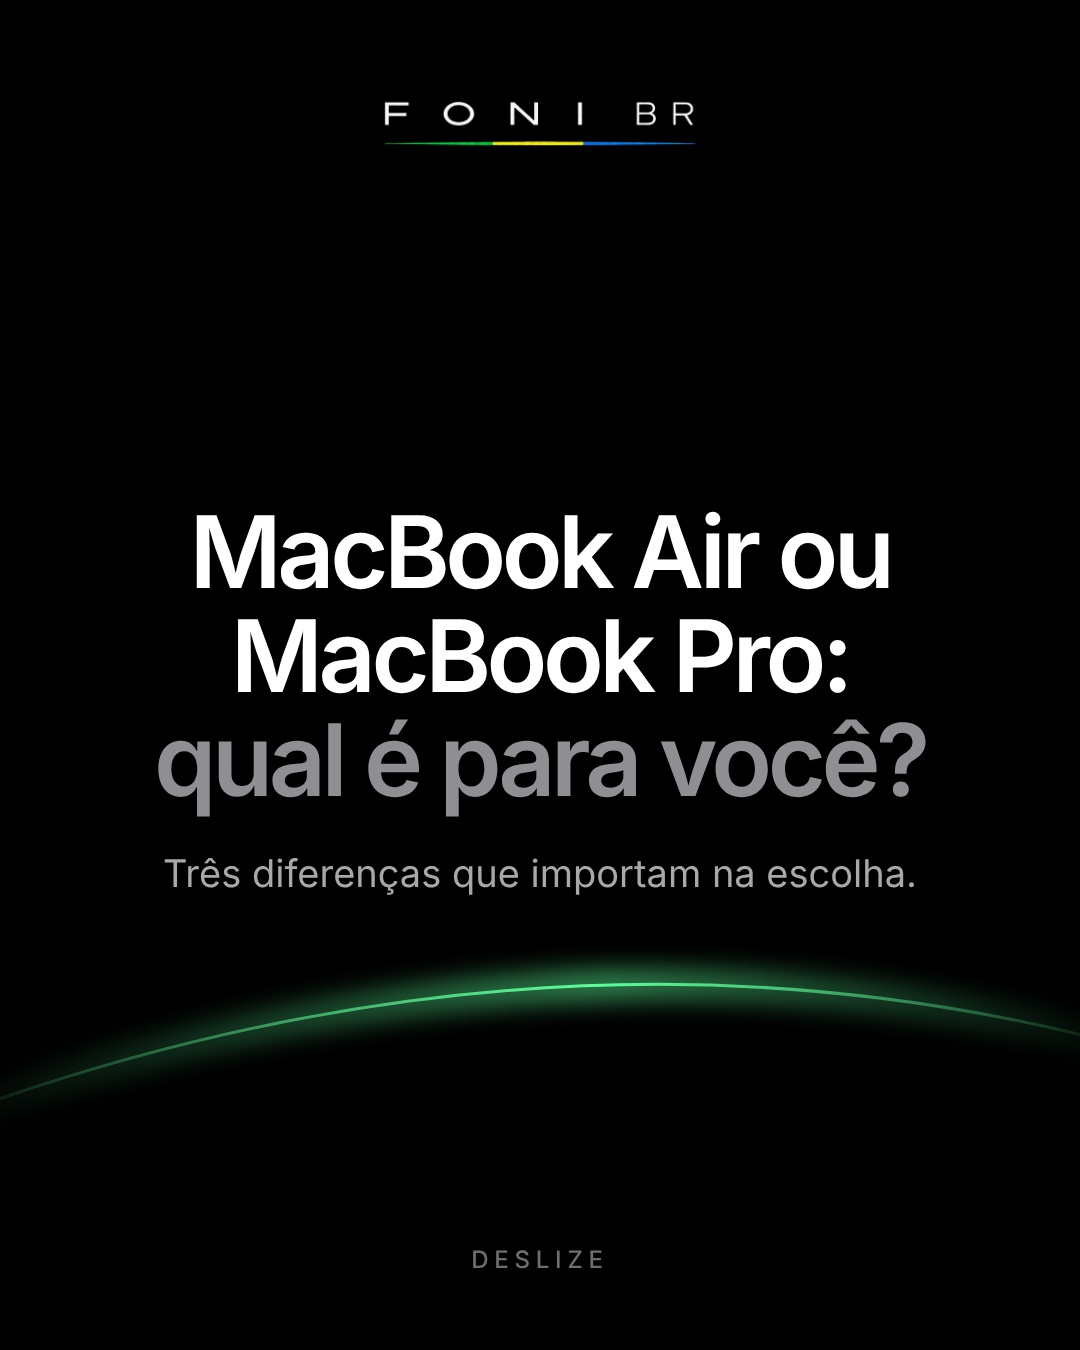 FONI BR
MacBook Air ou
MacBook Pro:
qual é para você?
Três diferenças que importam na escolha.
DESLIZE